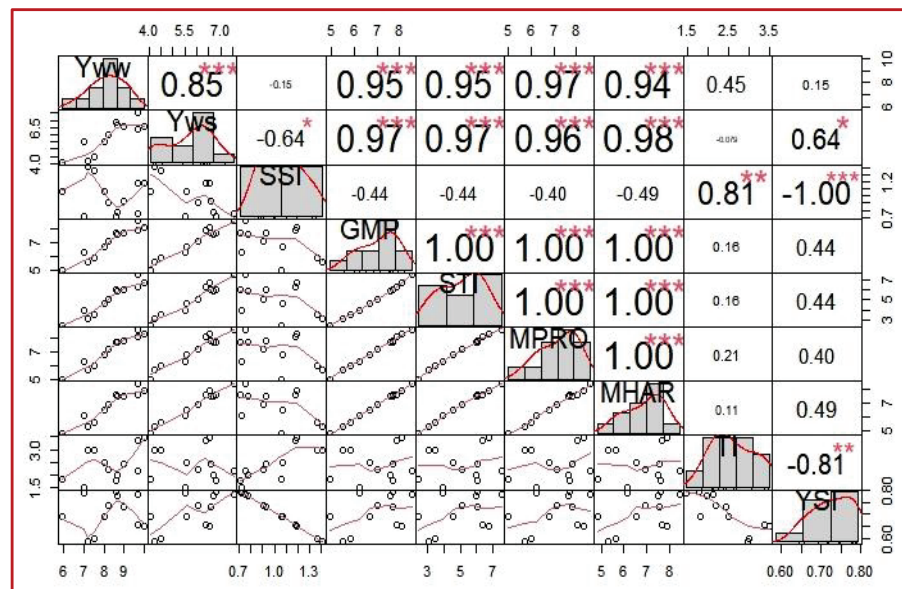 4.0 5.5 7.0 5 6 7 8 5 6 7 8 1.5 2.5 3.5
Yww 0.85*** -0.15 0.95*** 0.95*** 0.97*** 0.94*** 0.45 0.15 6 8 10
4.0 6.5 Yws -0.64* 0.97*** 0.97*** 0.96*** 0.98*** -0.079 0.64*
SSI -0.44 -0.44 -0.40 -0.49 0.81** -1.00*** 0.7 1.2
5 7 GMP 1.00*** 1.00*** 1.00*** 0.16 0.44
STI 1.00*** 1.00*** 0.16 0.44 3 5 7
5 7 MPRO 1.00*** 0.21 0.40
MHAR 0.11 0.49 5 7
1.5 3.0 TI -0.81**
YSI 0.60 0.80
6 7 8 9 0.7 1.0 1.3 3 5 7 5 6 7 8 0.60 0.70 0.80